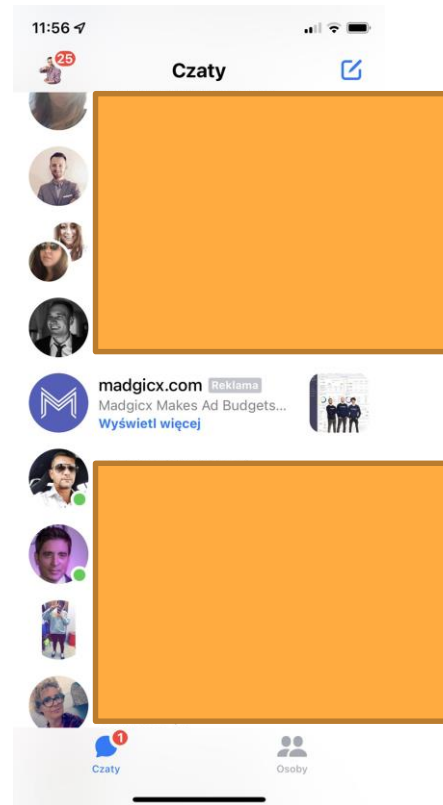 11:56
25
Czaty
madgicx.com Reklama
Madgicx Makes Ad Budgets...
Wyświetl więcej
1
Czaty
Osoby